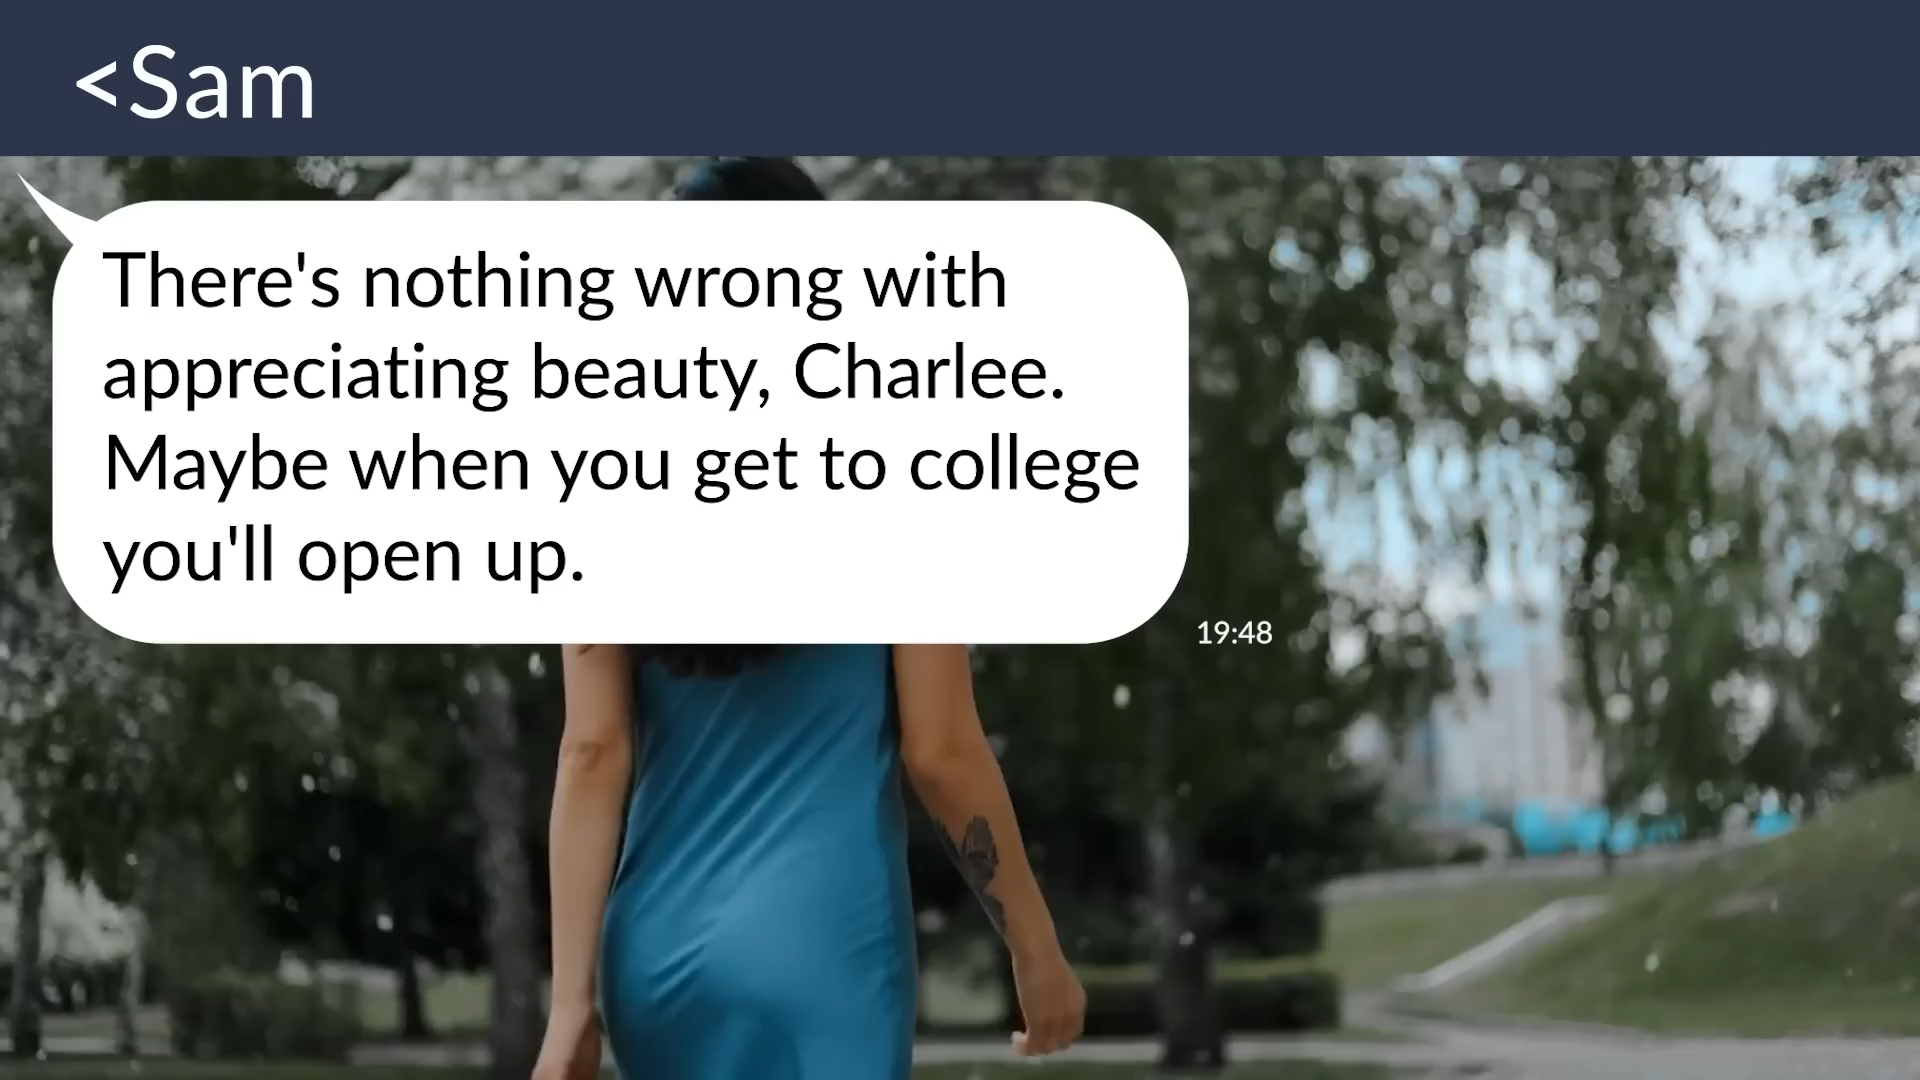 <Sam
There's nothing wrong with
appreciating beauty, Charlee.
Maybe when you get to college
you'll open up.
19:48